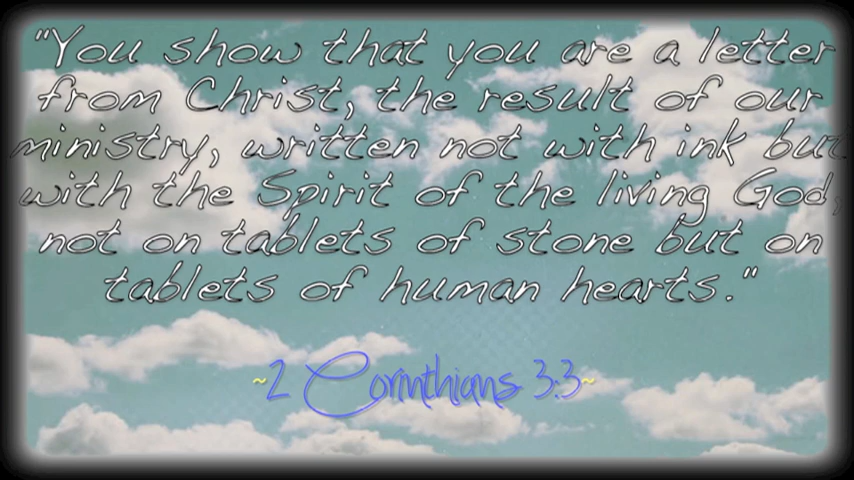 "You show that you are a letter
from Christ, the result of our
ministry, written not with ink but
with the Spirit of the living God,
not on tablets of stone but on
tablets of human hearts."
~2 Corinthians 3:3~